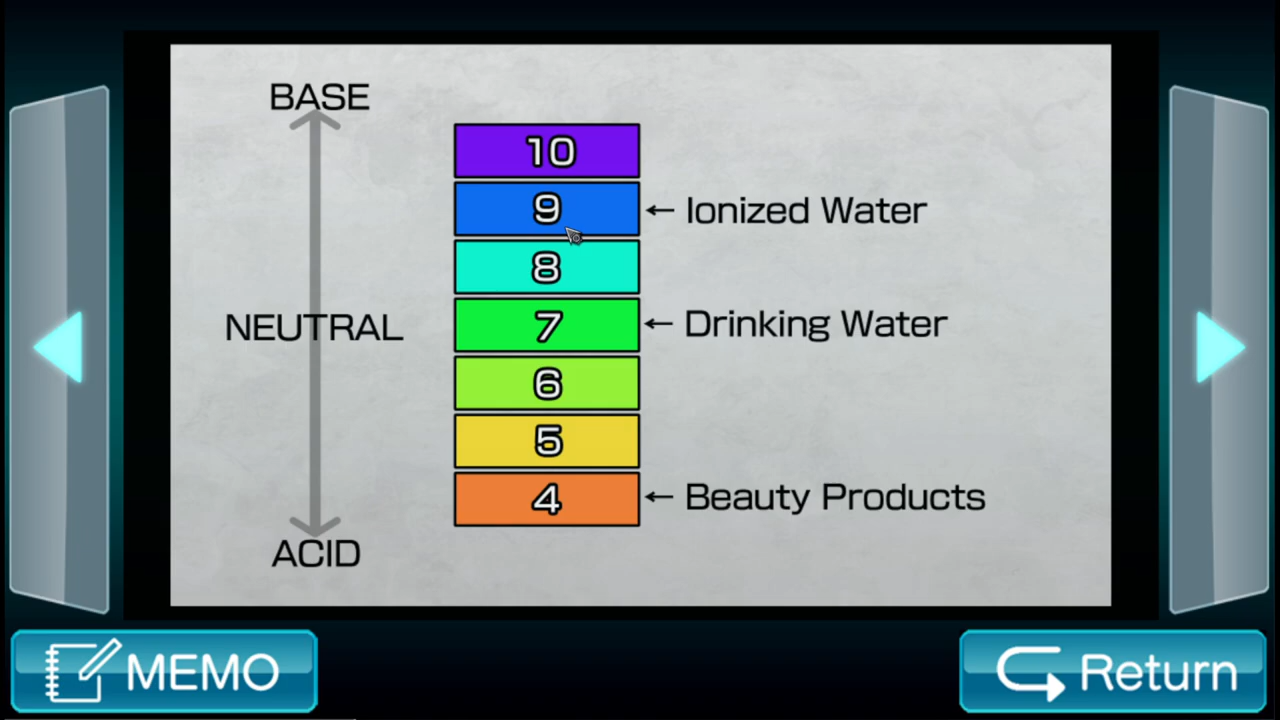 BASE
10
9 ← Ionized Water
8
NEUTRAL 7 ← Drinking Water
6
5
4 ← Beauty Products
ACID
MEMO
Return